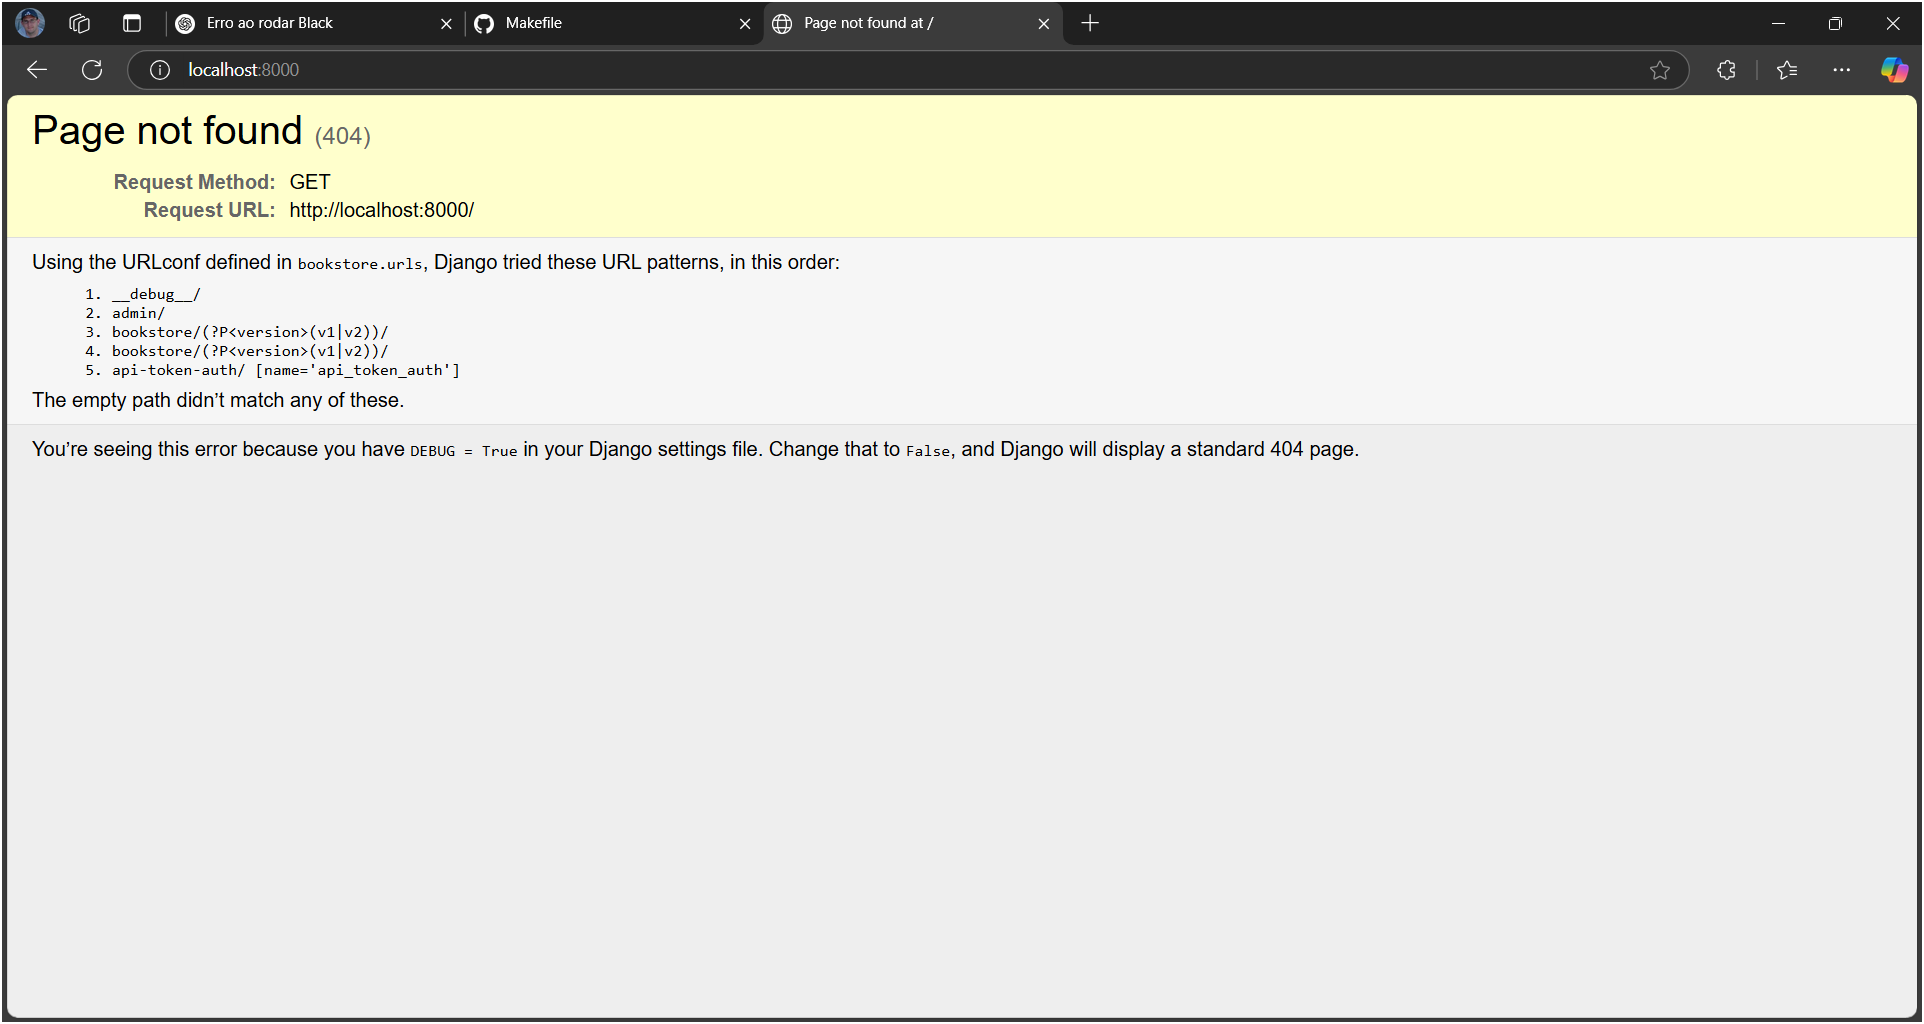 Erro ao rodar Black
Makefile
Page not found at /
localhost:8000
Page not found (404)
Request Method: GET
Request URL: http://localhost:8000/
Using the URLconf defined in bookstore.urls, Django tried these URL patterns, in this order:
1. __debug__/
2. admin/
3. bookstore/(?P<version>(v1|v2))/
4. bookstore/(?P<version>(v1|v2))/
5. api-token-auth/ [name='api_token_auth']
The empty path didn’t match any of these.
You’re seeing this error because you have DEBUG = True in your Django settings file. Change that to False, and Django will display a standard 404 page.